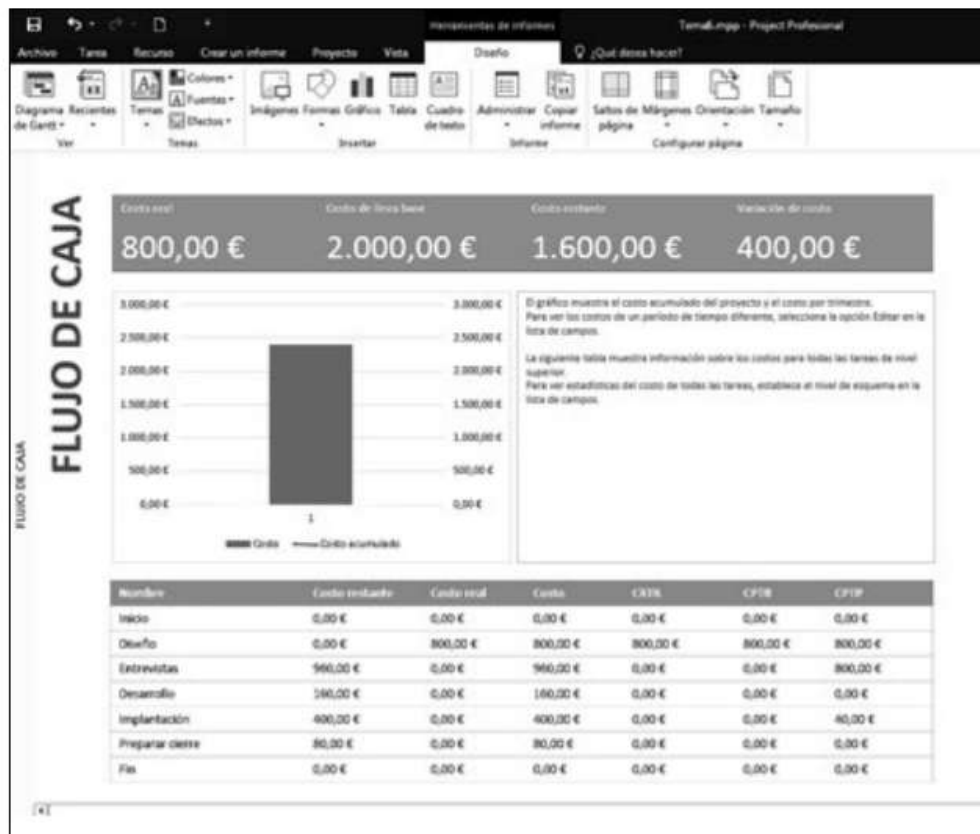 Herramientas de informes
Tema6.mpp - Project Profesional
Archivo Tarea Recurso Crear un informe Proyecto Vista Diseño ¿Qué desea hacer?
Diagrama de Gantt
Recientes
Temas
Colores
Fuentes
Efectos
Imágenes Formas Gráfico Tabla Cuadro de texto
Administrar Copiar informe
Saltos de página Márgenes Orientación Tamaño
Ver Temas Insertar Informe Configurar página
FLUJO DE CAJA
FLUJO DE CAJA
Costo real Costo de línea base Costo restante Variación de costo
800,00 € 2.000,00 € 1.600,00 € 400,00 €
3.000,00 € 3.000,00 €
2.500,00 € 2.500,00 €
2.000,00 € 2.000,00 €
1.500,00 € 1.500,00 €
1.000,00 € 1.000,00 €
500,00 € 500,00 €
0,00 € 0,00 €
1
Costo Costo acumulado
El gráfico muestra el costo acumulado del proyecto y el costo por trimestre.
Para ver los costos de un período de tiempo diferente, selecciona la opción Editar en la
lista de campos.
La siguiente tabla muestra información sobre los costos para todas las tareas de nivel
superior.
Para ver estadísticas del costo de todas las tareas, establece el nivel de esquema en la
lista de campos.
Nombre Costo restante Costo real Costo CRTR CPTR CPTP
Inicio 0,00 € 0,00 € 0,00 € 0,00 € 0,00 € 0,00 €
Diseño 0,00 € 800,00 € 800,00 € 800,00 € 800,00 € 800,00 €
Entrevistas 960,00 € 0,00 € 960,00 € 0,00 € 0,00 € 800,00 €
Desarrollo 160,00 € 0,00 € 160,00 € 0,00 € 0,00 € 0,00 €
Implantación 400,00 € 0,00 € 400,00 € 0,00 € 0,00 € 40,00 €
Preparar cierre 80,00 € 0,00 € 80,00 € 0,00 € 0,00 € 0,00 €
Fin 0,00 € 0,00 € 0,00 € 0,00 € 0,00 € 0,00 €